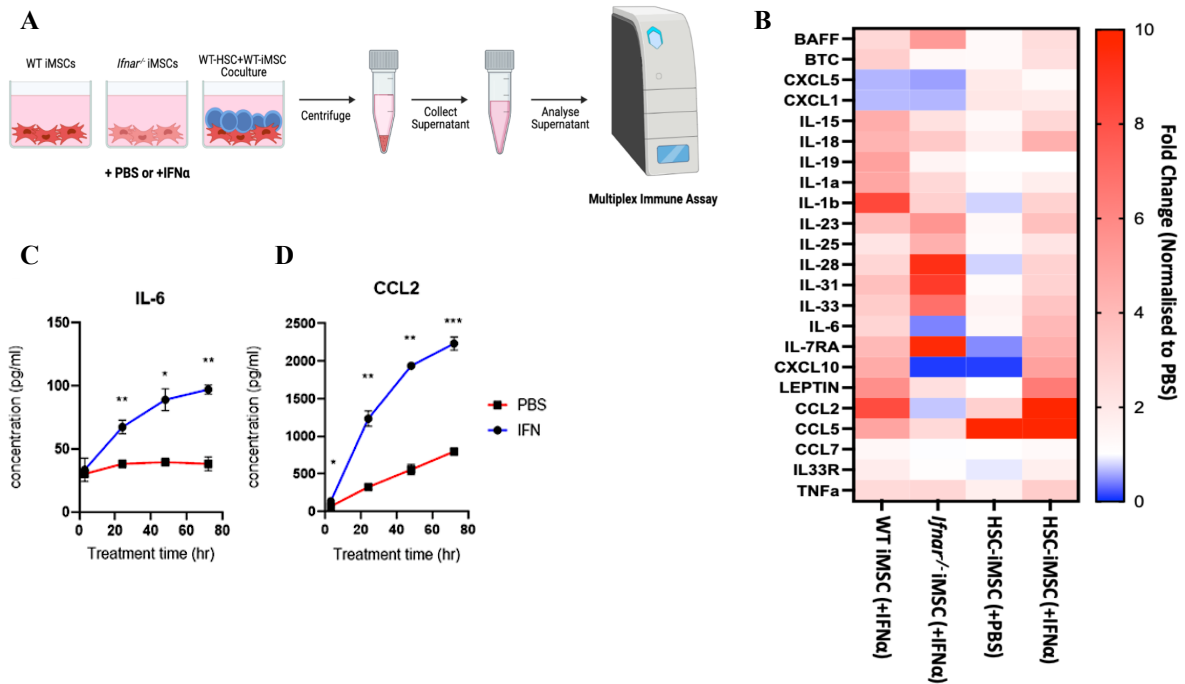 A
WT iMSCs
Ifnar-/- iMSCs
WT-HSC+WT-iMSC
Coculture
Centrifuge
Collect
Supernatant
Analyse
Supernatant
+ PBS or +IFNα
Multiplex Immune Assay
B
BAFF
BTC
CXCL5
CXCL1
IL-15
IL-18
IL-19
IL-1a
IL-1b
IL-23
IL-25
IL-28
IL-31
IL-33
IL-6
IL-7RA
CXCL10
LEPTIN
CCL2
CCL5
CCL7
IL33R
TNFa
WT iMSC (+IFNα)
Ifnar-/- iMSC (+IFNα)
HSC-iMSC (+PBS)
HSC-iMSC (+IFNα)
10
8
6
4
2
0
Fold Change (Normalised to PBS)
C
IL-6
concentration (pg/ml)
150
100
50
0
** * **
0 20 40 60 80
Treatment time (hr)
D
CCL2
concentration (pg/ml)
2500
2000
1500
1000
500
0
* ** ** ***
0 20 40 60 80
Treatment time (hr)
PBS
IFN